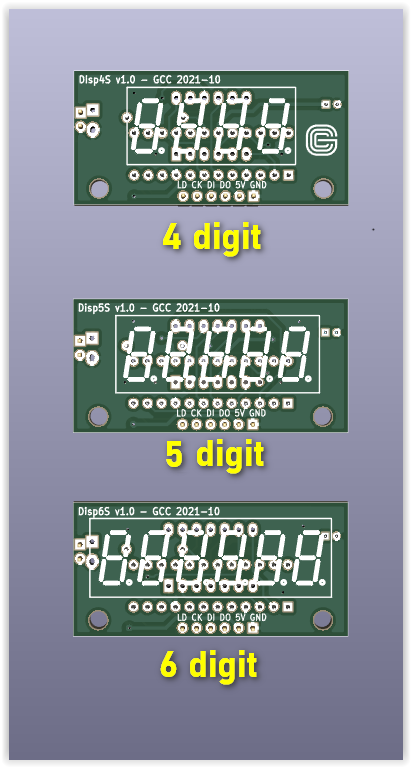 Disp4S v1.0 – GCC 2021-10
LD CK DI DO 5V GND
4 digit
Disp5S v1.0 – GCC 2021-10
LD CK DI DO 5V GND
5 digit
Disp6S v1.0 – GCC 2021-10
LD CK DI DO 5V GND
6 digit